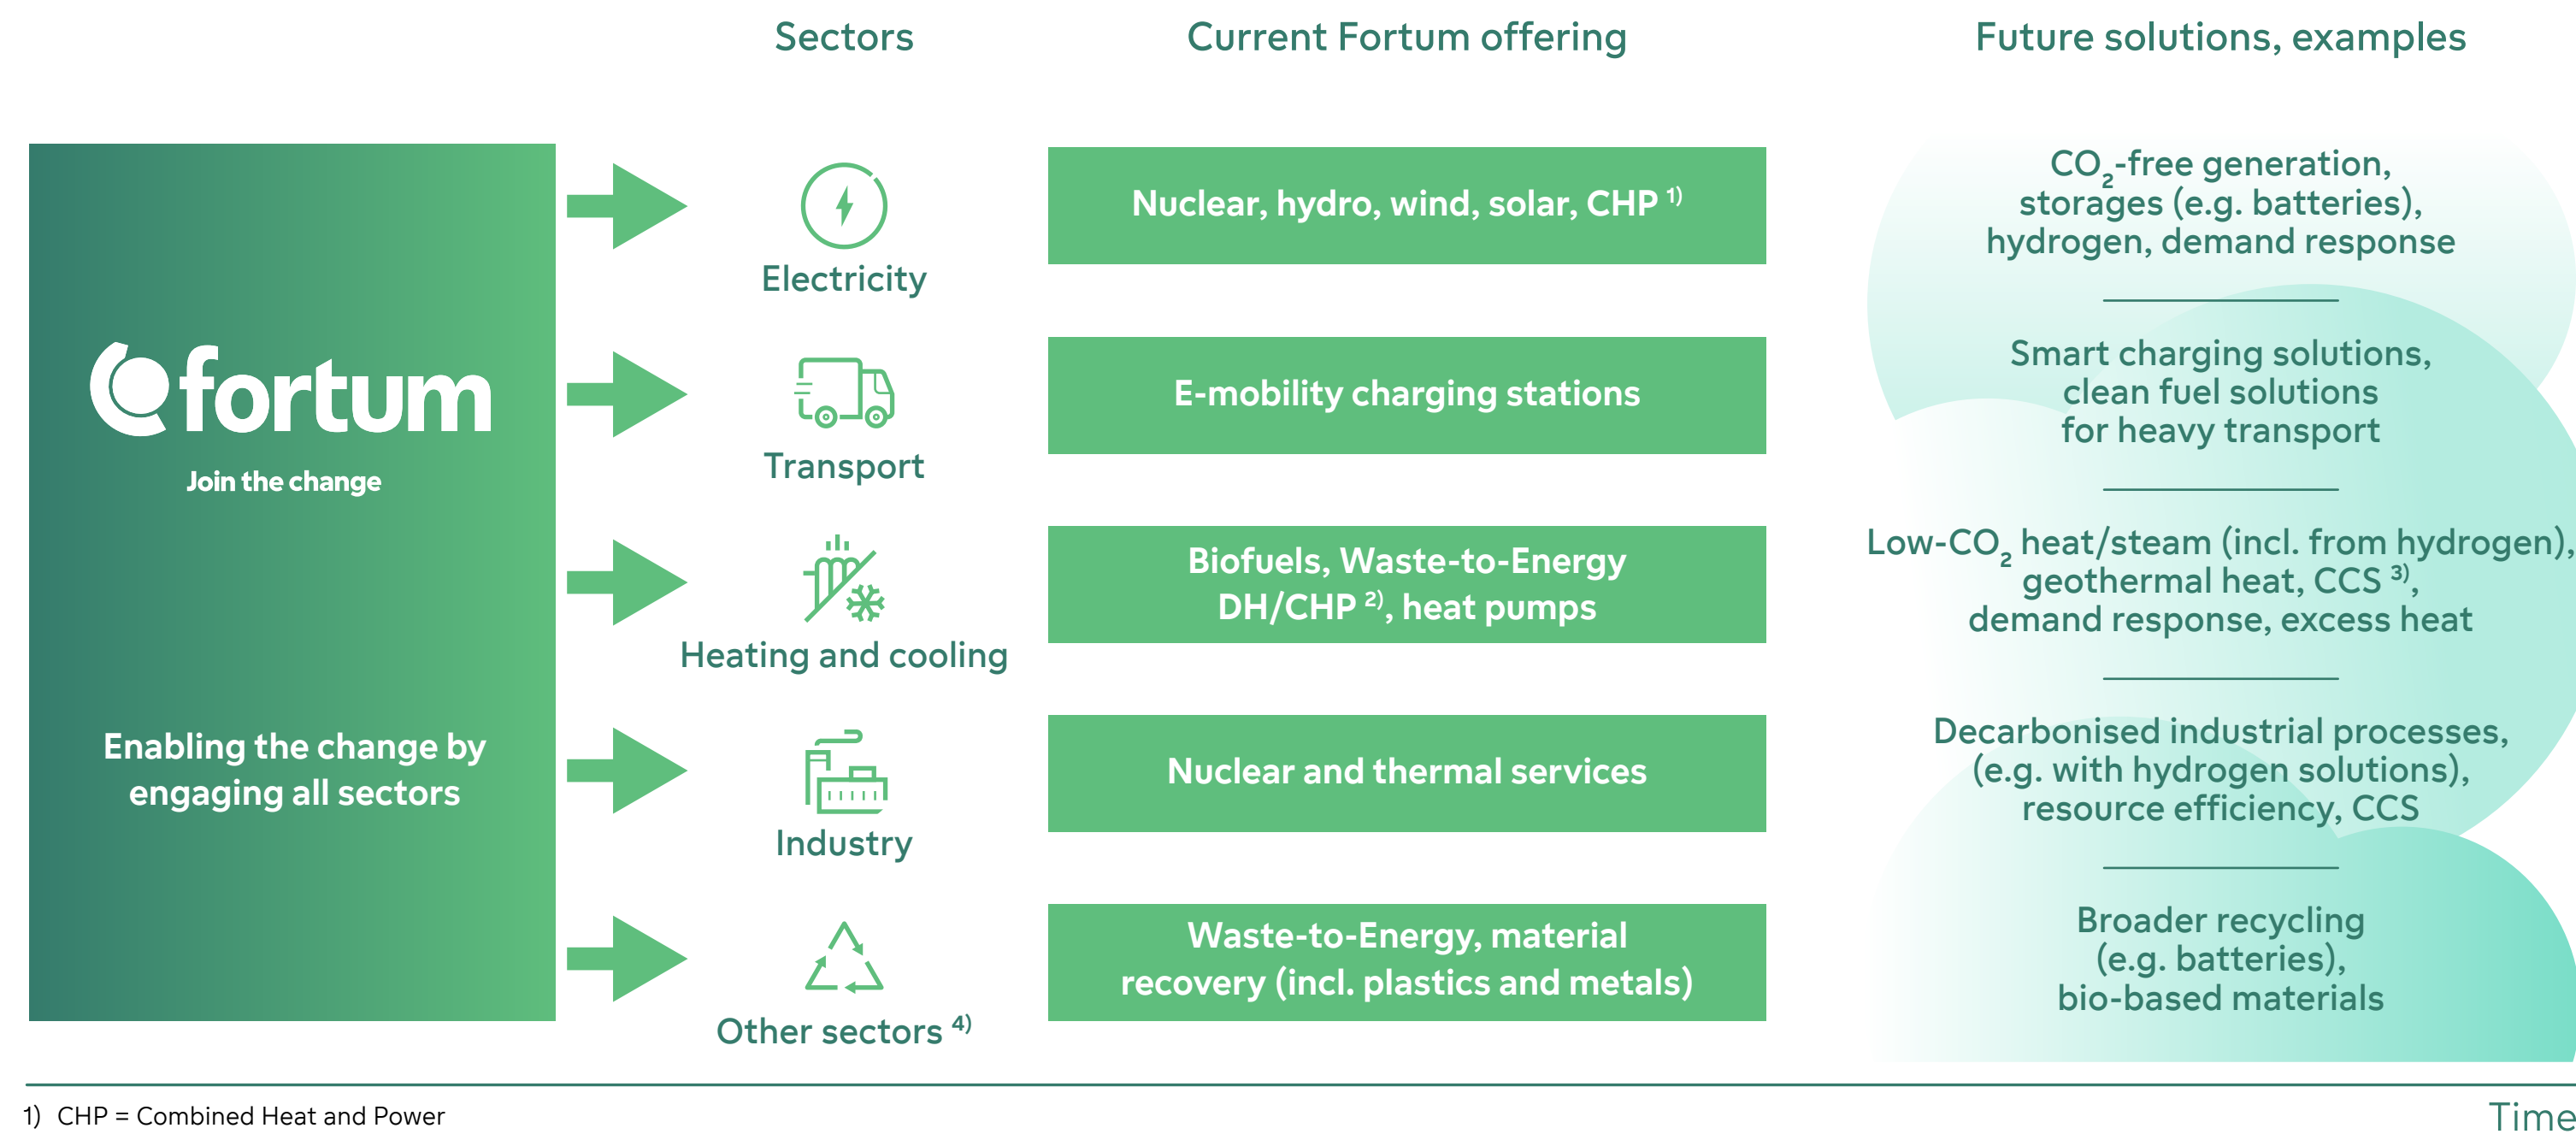 Sectors
Current Fortum offering
Future solutions, examples
fortum
Join the change
Enabling the change by
engaging all sectors
Electricity
Nuclear, hydro, wind, solar, CHP 1)
CO2-free generation,
storages (e.g. batteries),
hydrogen, demand response
Transport
E-mobility charging stations
Smart charging solutions,
clean fuel solutions
for heavy transport
Heating and cooling
Biofuels, Waste-to-Energy
DH/CHP 2), heat pumps
Low-CO2 heat/steam (incl. from hydrogen),
geothermal heat, CCS 3),
demand response, excess heat
Industry
Nuclear and thermal services
Decarbonised industrial processes,
(e.g. with hydrogen solutions),
resource efficiency, CCS
Other sectors 4)
Waste-to-Energy, material
recovery (incl. plastics and metals)
Broader recycling
(e.g. batteries),
bio-based materials
1) CHP = Combined Heat and Power
Time